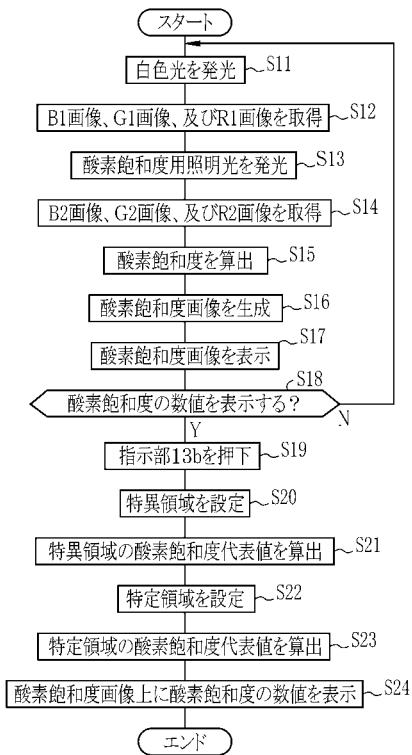 スタート
白色光を発光 S11
B1画像、G1画像、及びR1画像を取得 S12
酸素飽和度用照明光を発光 S13
B2画像、G2画像、及びR2画像を取得 S14
酸素飽和度を算出 S15
酸素飽和度画像を生成 S16
酸素飽和度画像を表示 S17
酸素飽和度の数値を表示する？ S18
N
Y
指示部13bを押下 S19
特異領域を設定 S20
特異領域の酸素飽和度代表値を算出 S21
特定領域を設定 S22
特定領域の酸素飽和度代表値を算出 S23
酸素飽和度画像上に酸素飽和度の数値を表示 S24
エンド